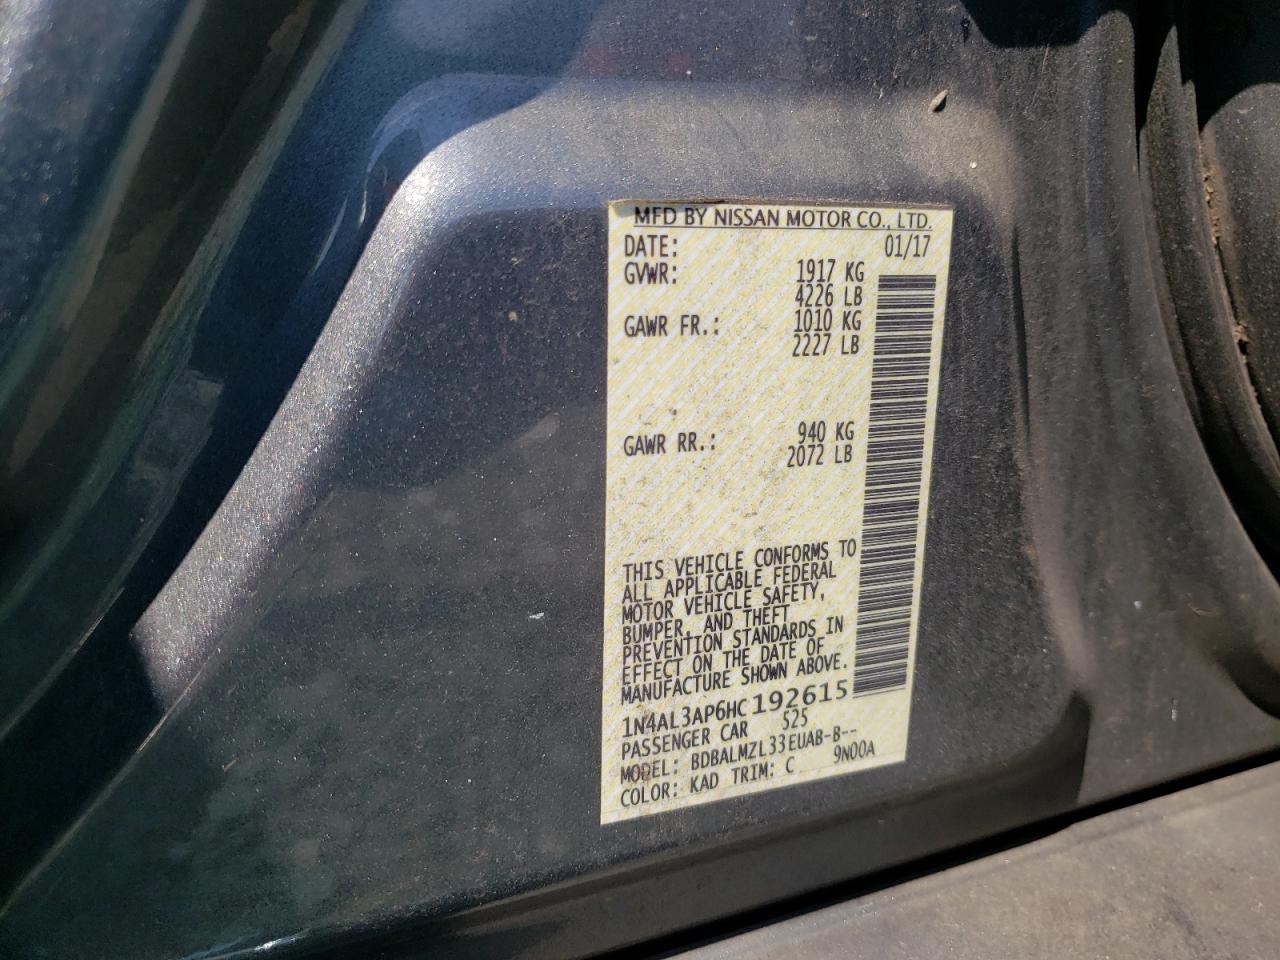 MFD BY NISSAN MOTOR CO., LTD.
DATE: 01/17
GVWR: 1917 KG
4226 LB
GAWR FR.: 1010 KG
2227 LB
GAWR RR.: 940 KG
2072 LB
THIS VEHICLE CONFORMS TO
ALL APPLICABLE FEDERAL
MOTOR VEHICLE SAFETY,
BUMPER, AND THEFT
PREVENTION STANDARDS IN
EFFECT ON THE DATE OF
MANUFACTURE SHOWN ABOVE.
1N4AL3AP6HC192615
PASSENGER CAR 525
MODEL: BDBALMZL33EUAB-B--
COLOR: KAD TRIM: C 9N00A